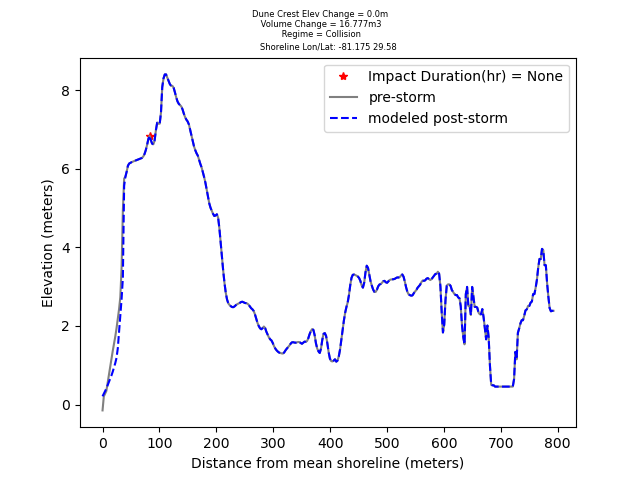 Dune Crest Elev Change = 0.0m
Volume Change = 16.777m3
Regime = Collision
Shoreline Lon/Lat: -81.175 29.58
Impact Duration(hr) = None
pre-storm
modeled post-storm
Elevation (meters)
8
6
4
2
0
0 100 200 300 400 500 600 700 800
Distance from mean shoreline (meters)